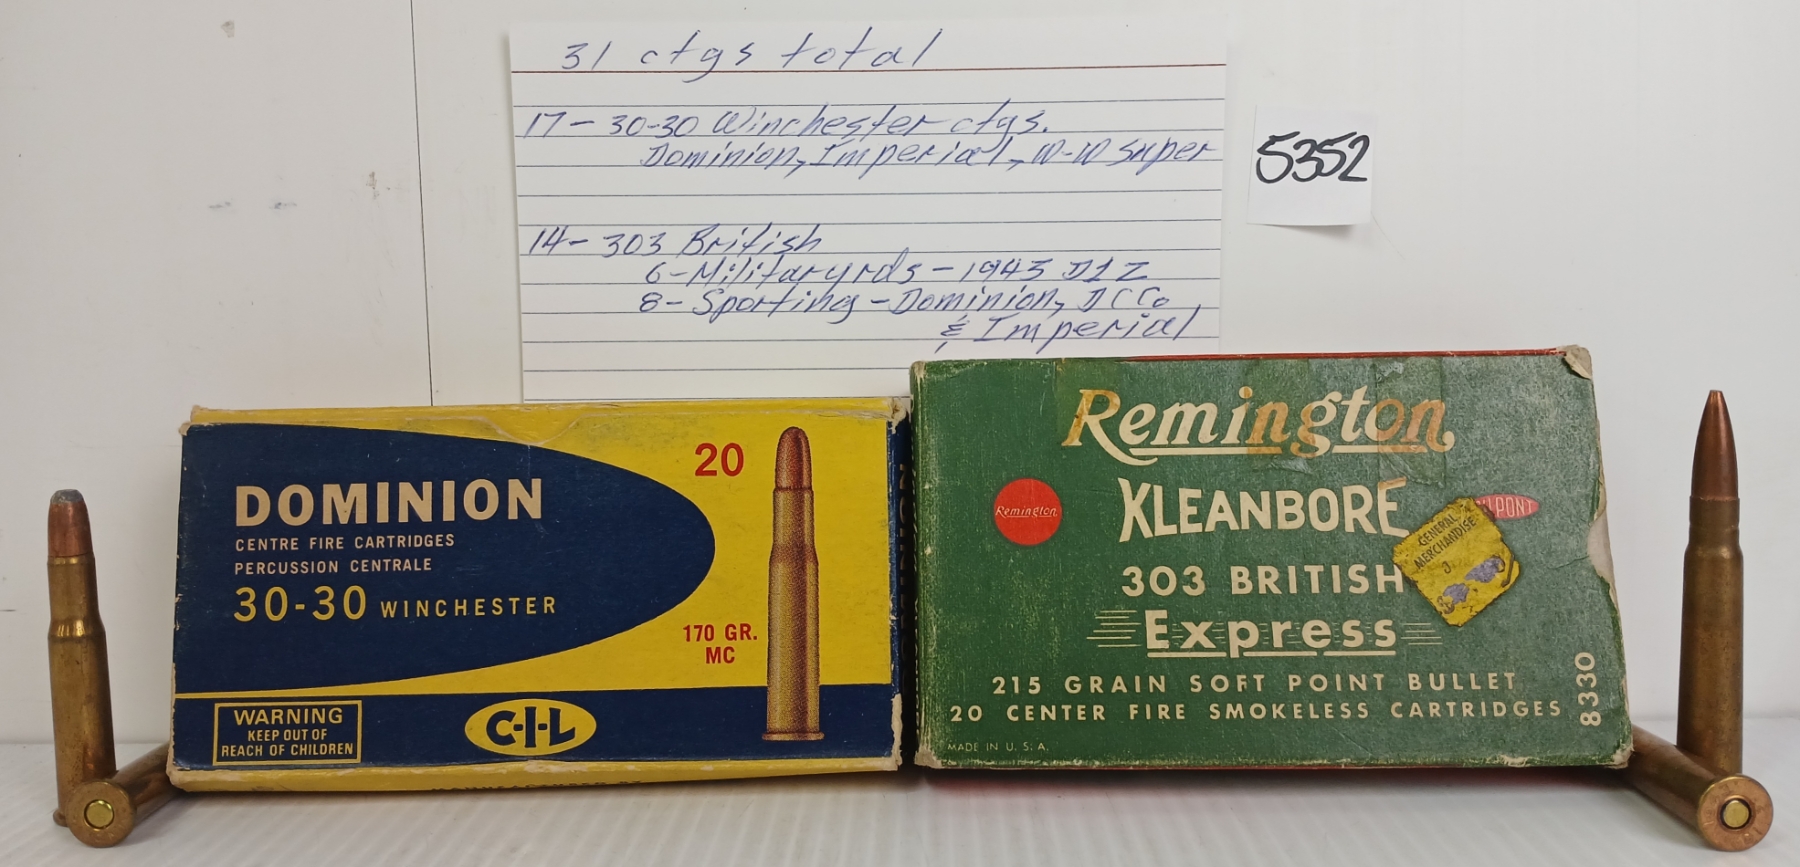 31 ctgs total
17 - 30-30 Winchester ctgs.
Dominion, Imperial, W-W Super
14 - 303 British
6 - Military rds - 1943 D1Z
8 - Sporting - Dominion, DCCo
& Imperial
5352
DOMINION
CENTRE FIRE CARTRIDGES
PERCUSSION CENTRALE
30-30 WINCHESTER
20
170 GR.
MC
WARNING
KEEP OUT OF
REACH OF CHILDREN
C-I-L
DOMINION
Remington
Remington
KLEANBORE
GENERAL
MERCHANDISE
303 BRITISH
Express
215 GRAIN SOFT POINT BULLET
20 CENTER FIRE SMOKELESS CARTRIDGES
8330
MADE IN U. S. A.